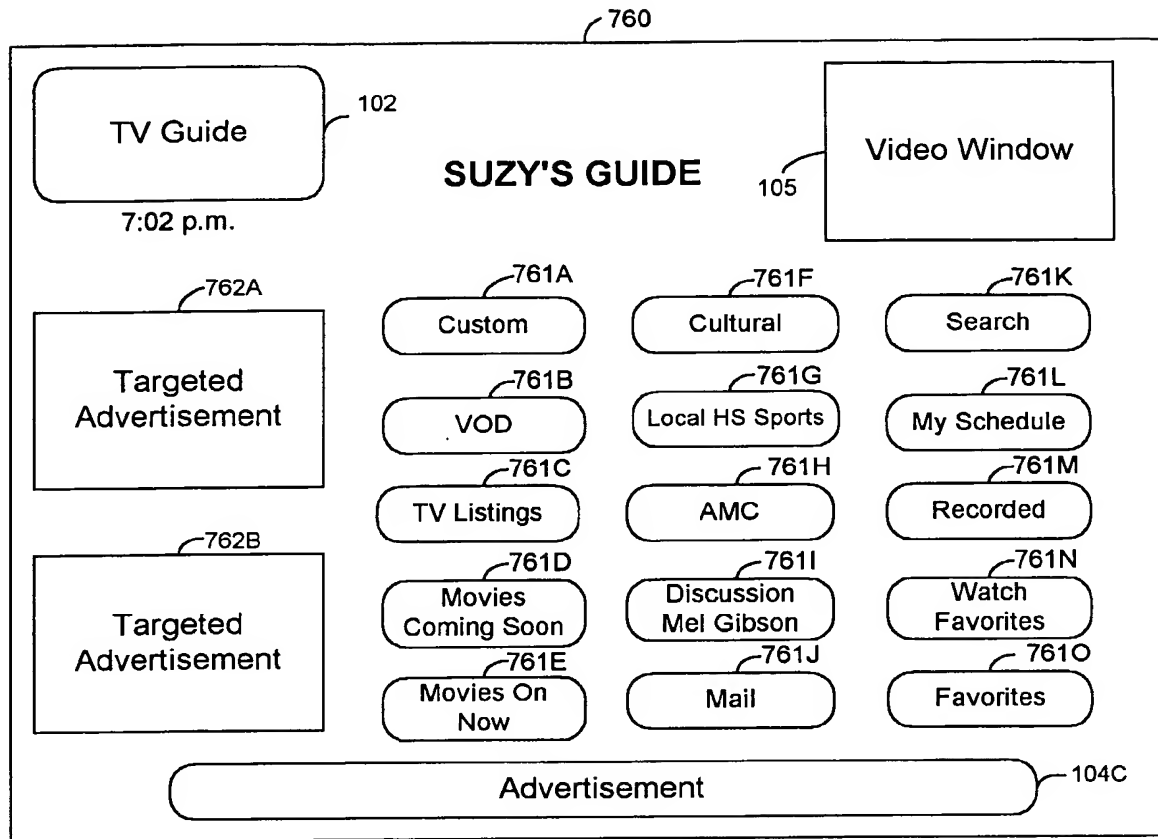 760
TV Guide
102
7:02 p.m.
SUZY'S GUIDE
Video Window
105
762A
Targeted
Advertisement
762B
Targeted
Advertisement
761A
Custom
761F
Cultural
761K
Search
761B
VOD
761G
Local HS Sports
761L
My Schedule
761C
TV Listings
761H
AMC
761M
Recorded
761D
Movies
Coming Soon
761I
Discussion
Mel Gibson
761N
Watch
Favorites
761E
Movies On
Now
761J
Mail
761O
Favorites
Advertisement
104C